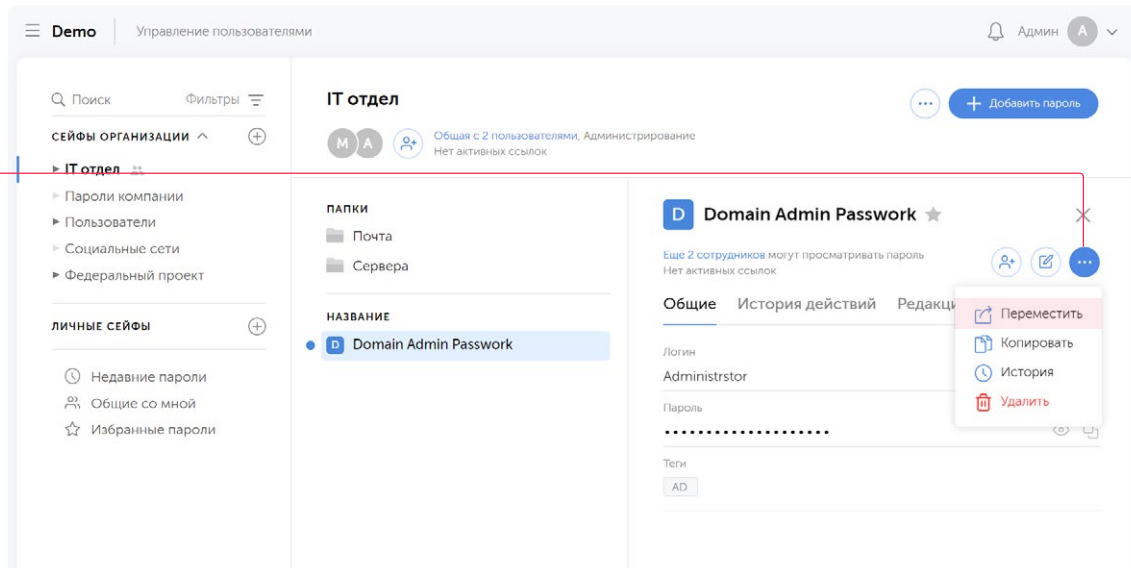 Demo
Управление пользователями
Админ
А
Поиск
Фильтры
СЕЙФЫ ОРГАНИЗАЦИИ
IT отдел
Пароли компании
Пользователи
Социальные сети
Федеральный проект
ЛИЧНЫЕ СЕЙФЫ
Недавние пароли
Общие со мной
Избранные пароли
IT отдел
Добавить пароль
М
А
Общая с 2 пользователями, Администрирование
Нет активных ссылок
ПАПКИ
Почта
Сервера
НАЗВАНИЕ
D
Domain Admin Passwork
D
Domain Admin Passwork
Еще 2 сотрудников могут просматривать пароль
Нет активных ссылок
Общие
История действий
Редакц
Переместить
Копировать
История
Удалить
Логин
Administrstor
Пароль
••••••••••••••••••••
Теги
AD